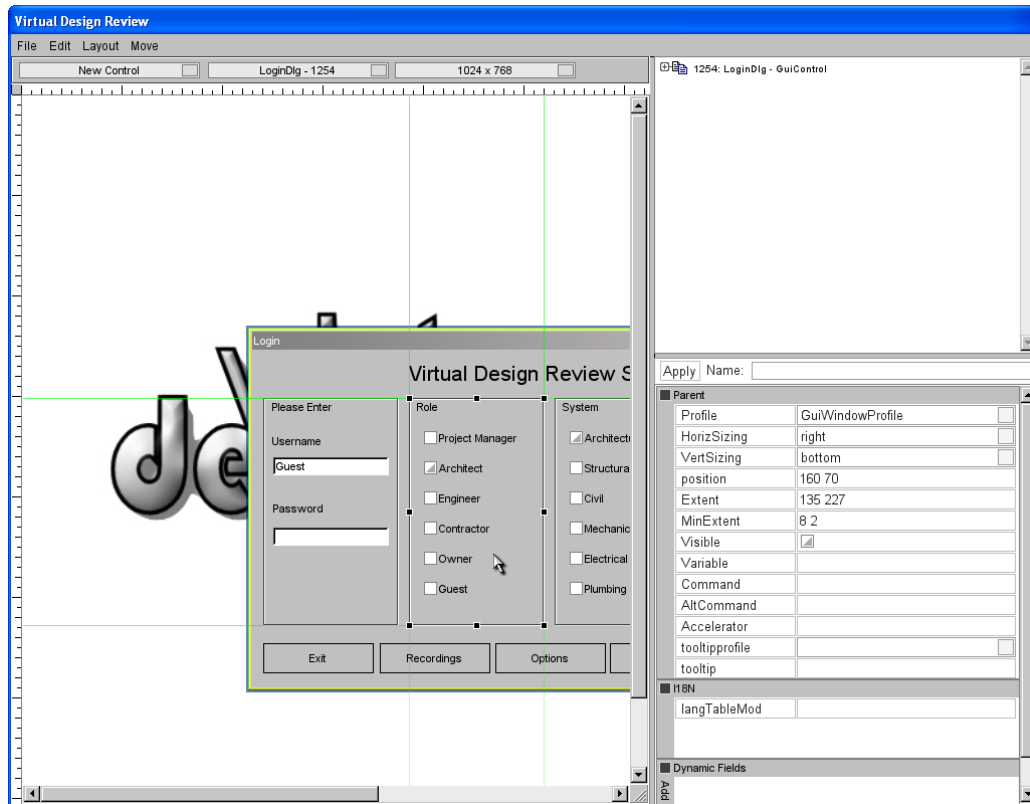 Virtual Design Review
File Edit Layout Move
New Control LoginDlg - 1254 1024 x 768
1254: LoginDlg - GuiControl
Login
Virtual Design Review S
Please Enter
Username
Guest
Password
Role
Project Manager
Architect
Engineer
Contractor
Owner
Guest
System
Architectu
Structura
Civil
Mechanic
Electrical
Plumbing
Exit Recordings Options
de
Apply Name:
Parent
Profile GuiWindowProfile
HorizSizing right
VertSizing bottom
position 160 70
Extent 135 227
MinExtent 8 2
Visible
Variable
Command
AltCommand
Accelerator
tooltipprofile
tooltip
I18N
langTableMod
Dynamic Fields
Add